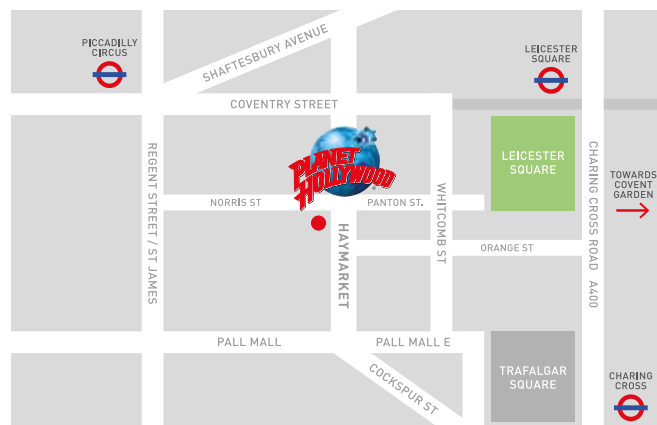 PICCADILLY
CIRCUS
SHAFTESBURY AVENUE
LEICESTER
SQUARE
COVENTRY STREET
PLANET
HOLLYWOOD
LEICESTER
SQUARE
TOWARDS
COVENT
GARDEN
REGENT STREET / ST JAMES
NORRIS ST
PANTON ST.
WHITCOMB ST
CHARING CROSS ROAD A400
HAYMARKET
ORANGE ST
PALL MALL
PALL MALL E
COCKSPUR ST
TRAFALGAR
SQUARE
CHARING
CROSS